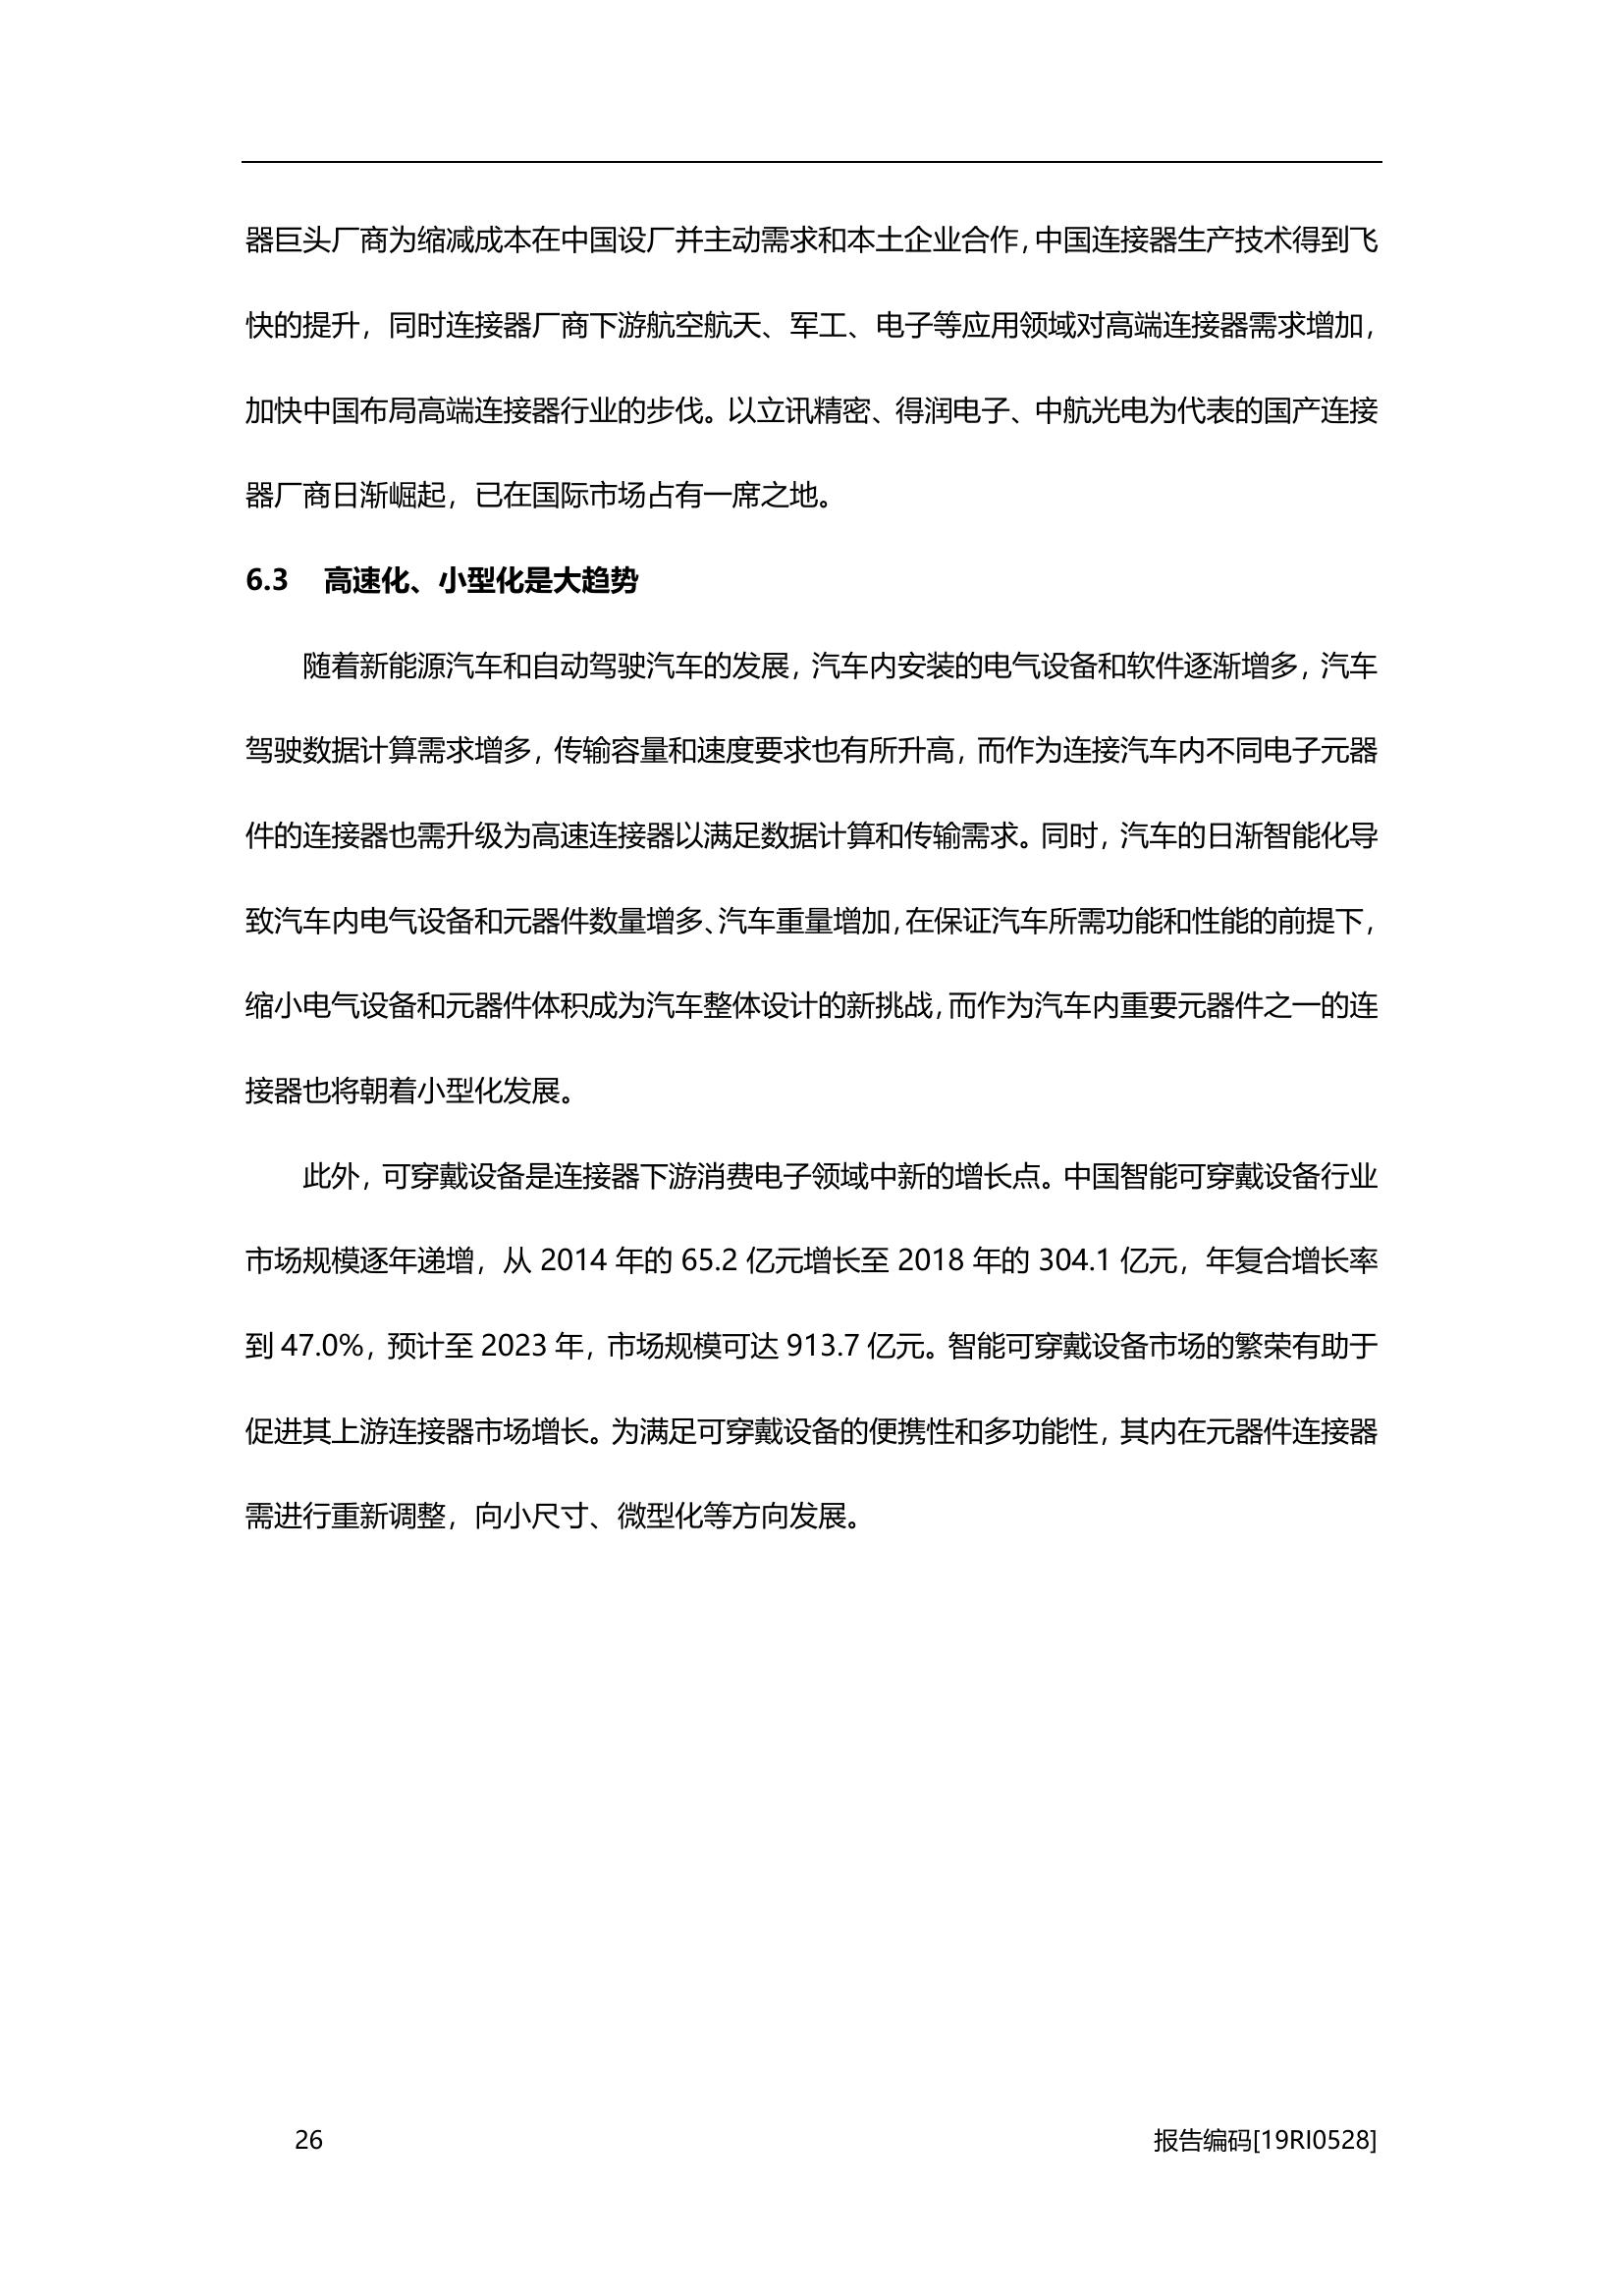 器巨头厂商为缩减成本在中国设厂并主动需求和本土企业合作，中国连接器生产技术得到飞
快的提升，同时连接器厂商下游航空航天、军工、电子等应用领域对高端连接器需求增加，
加快中国布局高端连接器行业的步伐。以立讯精密、得润电子、中航光电为代表的国产连接
器厂商日渐崛起，已在国际市场占有一席之地。
6.3 高速化、小型化是大趋势
随着新能源汽车和自动驾驶汽车的发展，汽车内安装的电气设备和软件逐渐增多，汽车
驾驶数据计算需求增多，传输容量和速度要求也有所升高，而作为连接汽车内不同电子元器
件的连接器也需升级为高速连接器以满足数据计算和传输需求。同时，汽车的日渐智能化导
致汽车内电气设备和元器件数量增多、汽车重量增加，在保证汽车所需功能和性能的前提下，
缩小电气设备和元器件体积成为汽车整体设计的新挑战，而作为汽车内重要元器件之一的连
接器也将朝着小型化发展。
此外，可穿戴设备是连接器下游消费电子领域中新的增长点。中国智能可穿戴设备行业
市场规模逐年递增，从 2014 年的 65.2 亿元增长至 2018 年的 304.1 亿元，年复合增长率
到 47.0%，预计至 2023 年，市场规模可达 913.7 亿元。智能可穿戴设备市场的繁荣有助于
促进其上游连接器市场增长。为满足可穿戴设备的便携性和多功能性，其内在元器件连接器
需进行重新调整，向小尺寸、微型化等方向发展。
26 报告编码[19RI0528]